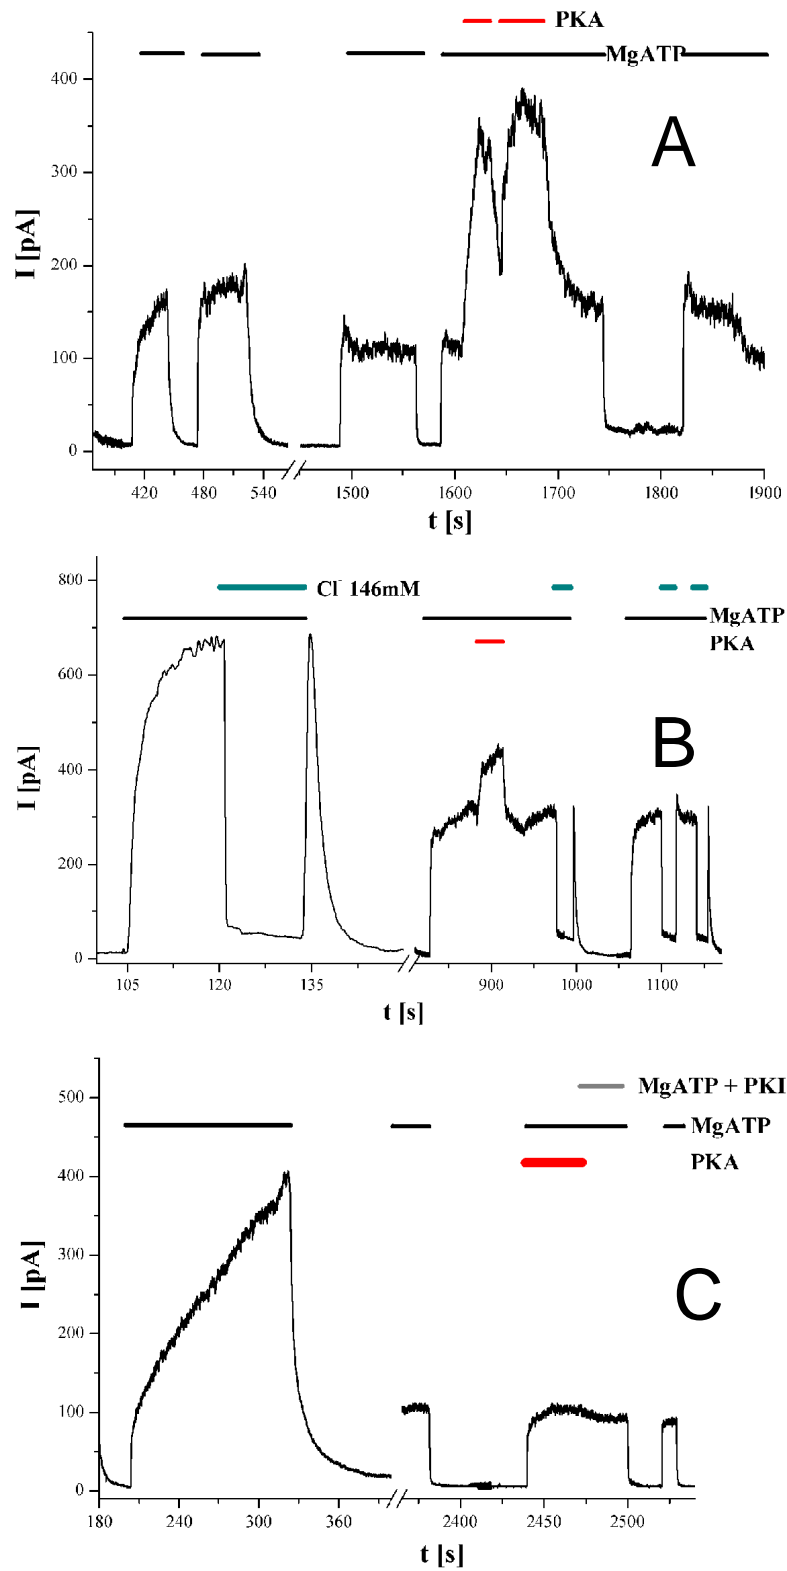 PKA
MgATP
A
400
300
200
100
0
I [pA]
420 480 540 1500 1600 1700 1800 1900
t [s]
800
Cl⁻ 146mM
MgATP
PKA
600
B
400
200
0
I [pA]
105 120 135 900 1000 1100
t [s]
MgATP + PKI
500
MgATP
PKA
400
300
C
200
100
0
I [pA]
180 240 300 360 2400 2450 2500
t [s]